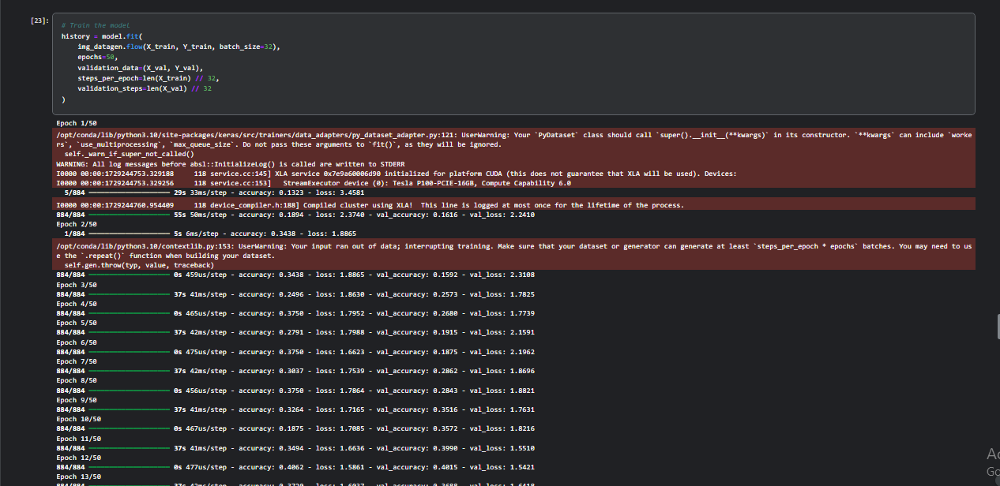 [23]:
# Train the model
history = model.fit(
img_datagen.flow(X_train, Y_train, batch_size=32),
epochs=50,
validation_data=(X_val, Y_val),
steps_per_epoch=len(X_train) // 32,
validation_steps=len(X_val) // 32
)
Epoch 1/50
/opt/conda/lib/python3.10/site-packages/keras/src/trainers/data_adapters/py_dataset_adapter.py:121: UserWarning: Your `PyDataset` class should call `super().__init__(**kwargs)` in its constructor. `**kwargs` can include `worke
rs`, `use_multiprocessing`, `max_queue_size`. Do not pass these arguments to `fit()`, as they will be ignored.
self._warn_if_super_not_called()
WARNING: All log messages before absl::InitializeLog() is called are written to STDERR
I0000 00:00:1729244753.329188 118 service.cc:145] XLA service 0x7e9a60006d90 initialized for platform CUDA (this does not guarantee that XLA will be used). Devices:
I0000 00:00:1729244753.329256 118 service.cc:153] StreamExecutor device (0): Tesla P100-PCIE-16GB, Compute Capability 6.0
5/884 29s 33ms/step - accuracy: 0.1323 - loss: 3.4581
I0000 00:00:1729244760.954409 118 device_compiler.h:188] Compiled cluster using XLA! This line is logged at most once for the lifetime of the process.
884/884 55s 50ms/step - accuracy: 0.1894 - loss: 2.3740 - val_accuracy: 0.1616 - val_loss: 2.2410
Epoch 2/50
1/884 5s 6ms/step - accuracy: 0.3438 - loss: 1.8865
/opt/conda/lib/python3.10/contextlib.py:153: UserWarning: Your input ran out of data; interrupting training. Make sure that your dataset or generator can generate at least `steps_per_epoch * epochs` batches. You may need to us
e the `.repeat()` function when building your dataset.
self.gen.throw(typ, value, traceback)
884/884 0s 459us/step - accuracy: 0.3438 - loss: 1.8865 - val_accuracy: 0.1592 - val_loss: 2.3108
Epoch 3/50
884/884 37s 41ms/step - accuracy: 0.2496 - loss: 1.8630 - val_accuracy: 0.2573 - val_loss: 1.7825
Epoch 4/50
884/884 0s 465us/step - accuracy: 0.3750 - loss: 1.7952 - val_accuracy: 0.2680 - val_loss: 1.7739
Epoch 5/50
884/884 37s 42ms/step - accuracy: 0.2791 - loss: 1.7988 - val_accuracy: 0.1915 - val_loss: 2.1591
Epoch 6/50
884/884 0s 475us/step - accuracy: 0.3750 - loss: 1.6623 - val_accuracy: 0.1875 - val_loss: 2.1962
Epoch 7/50
884/884 37s 42ms/step - accuracy: 0.3037 - loss: 1.7539 - val_accuracy: 0.2862 - val_loss: 1.8696
Epoch 8/50
884/884 0s 456us/step - accuracy: 0.3750 - loss: 1.7864 - val_accuracy: 0.2843 - val_loss: 1.8821
Epoch 9/50
884/884 37s 41ms/step - accuracy: 0.3264 - loss: 1.7165 - val_accuracy: 0.3516 - val_loss: 1.7631
Epoch 10/50
884/884 0s 467us/step - accuracy: 0.1875 - loss: 1.7085 - val_accuracy: 0.3572 - val_loss: 1.8216
Epoch 11/50
884/884 37s 41ms/step - accuracy: 0.3494 - loss: 1.6636 - val_accuracy: 0.3990 - val_loss: 1.5510
Epoch 12/50
884/884 0s 477us/step - accuracy: 0.4062 - loss: 1.5861 - val_accuracy: 0.4015 - val_loss: 1.5421
Epoch 13/50